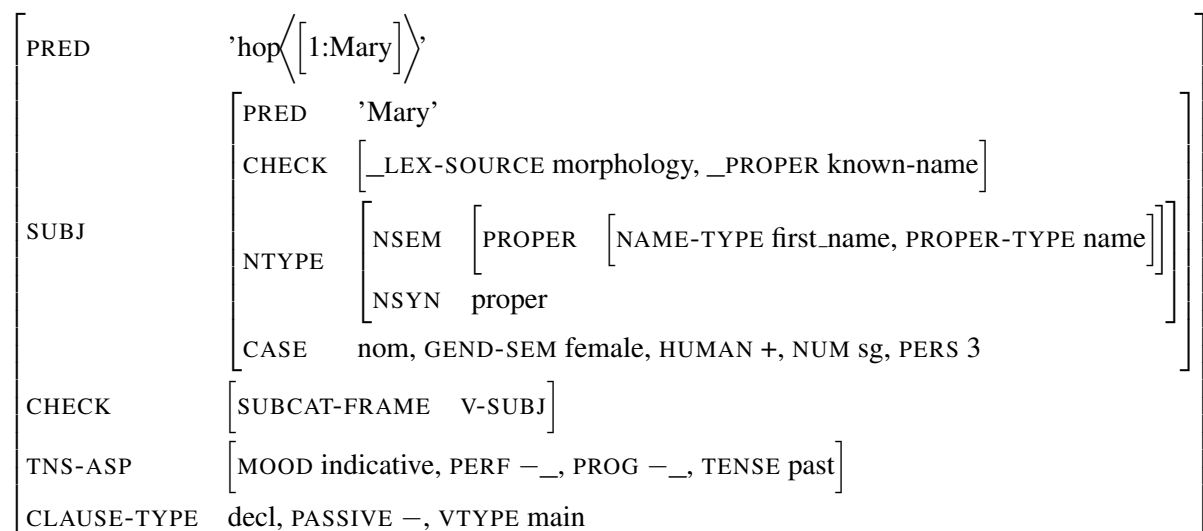 PRED ’hop⟨[1:Mary]⟩’
PRED ’Mary’
CHECK [_LEX-SOURCE morphology, _PROPER known-name]
SUBJ
NTYPE
NSEM [PROPER [NAME-TYPE first_name, PROPER-TYPE name]]
NSYN proper
CASE nom, GEND-SEM female, HUMAN +, NUM sg, PERS 3
CHECK [SUBCAT-FRAME V-SUBJ]
TNS-ASP [MOOD indicative, PERF −_, PROG −_, TENSE past]
CLAUSE-TYPE decl, PASSIVE −, VTYPE main